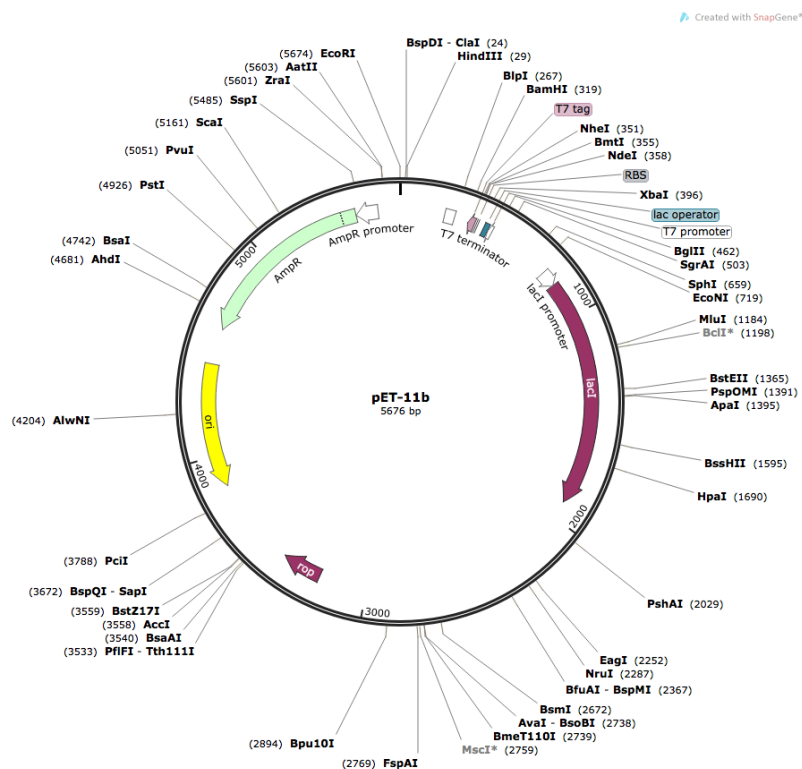 Created with SnapGene®
(5674) EcoRI
(5603) AatII
(5601) ZraI
(5485) SspI
(5161) ScaI
(5051) PvuI
(4926) PstI
(4742) BsaI
(4681) AhdI
(4204) AlwNI
(3788) PciI
(3672) BspQI - SapI
(3559) BstZ17I
(3558) AccI
(3540) BsaAI
(3533) PflFI - Tth111I
(2894) Bpu10I
(2769) FspAI
BspDI - ClaI (24)
HindIII (29)
BlpI (267)
BamHI (319)
T7 tag
NheI (351)
BmtI (355)
NdeI (358)
RBS
XbaI (396)
lac operator
T7 promoter
BglII (462)
SgrAI (503)
SphI (659)
EcoNI (719)
MluI (1184)
BclI* (1198)
BstEII (1365)
PspOMI (1391)
ApaI (1395)
BssHII (1595)
HpaI (1690)
PshAI (2029)
EagI (2252)
NruI (2287)
BfuAI - BspMI (2367)
BsmI (2672)
AvaI - BsoBI (2738)
BmeT110I (2739)
MscI* (2759)
AmpR promoter
AmpR
T7 terminator
lacI promoter
lacI
ori
rop
1000
2000
3000
4000
5000
pET-11b
5676 bp